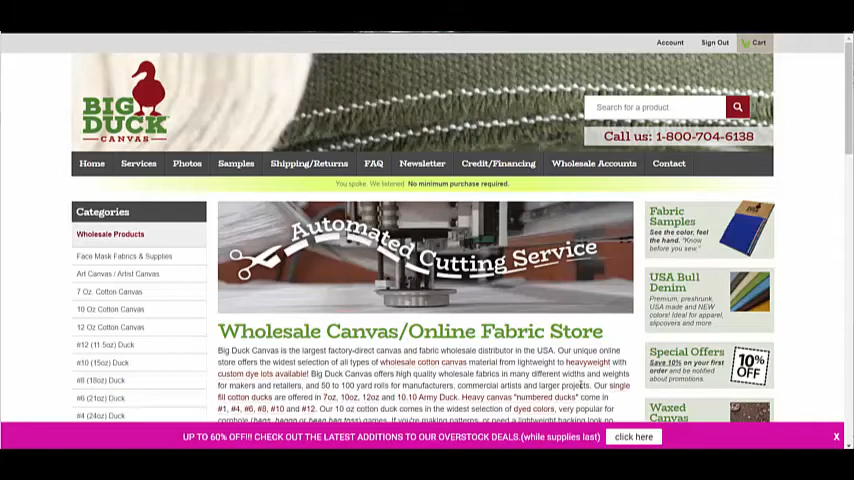 Account Sign Out Cart
BIG
DUCK
CANVAS
Search for a product
Call us: 1-800-704-6138
Home Services Photos Samples Shipping/Returns FAQ Newsletter Credit/Financing Wholesale Accounts Contact
You spoke. We listened. No minimum purchase required.
Categories
Wholesale Products
Face Mask Fabrics & Supplies
Art Canvas / Artist Canvas
7 Oz. Cotton Canvas
10 Oz Cotton Canvas
12 Oz Cotton Canvas
#12 (11.5oz) Duck
#10 (15oz) Duck
#8 (18oz) Duck
#6 (21oz) Duck
#4 (24oz) Duck
Automated Cutting Service
Wholesale Canvas/Online Fabric Store
Big Duck Canvas is the largest factory-direct canvas and fabric wholesale distributor in the USA. Our unique online
store offers the widest selection of all types of wholesale cotton canvas material from lightweight to heavyweight with
custom dye lots available! Big Duck Canvas offers high quality wholesale fabrics in many different widths and weights
for makers and retailers, and 50 to 100 yard rolls for manufacturers, commercial artists and larger projects. Our single
fill cotton ducks are offered in 7oz, 10oz, 12oz and 10.10 Army Duck. Heavy canvas "numbered ducks" come in
#1, #4, #6, #8, #10 and #12. Our 10 oz cotton duck comes in the widest selection of dyed colors, very popular for
Fabric
Samples
See the color, feel
the hand. "Know
before you sew."
USA Bull
Denim
Premium, preshrunk,
USA made and NEW
colors! Ideal for apparel,
slipcovers and more
Special Offers
Save 10% on your first
order and be notified
about promotions.
10%
OFF
Waxed
Canvas
UP TO 60% OFF!!! CHECK OUT THE LATEST ADDITIONS TO OUR OVERSTOCK DEALS.(while supplies last) click here X